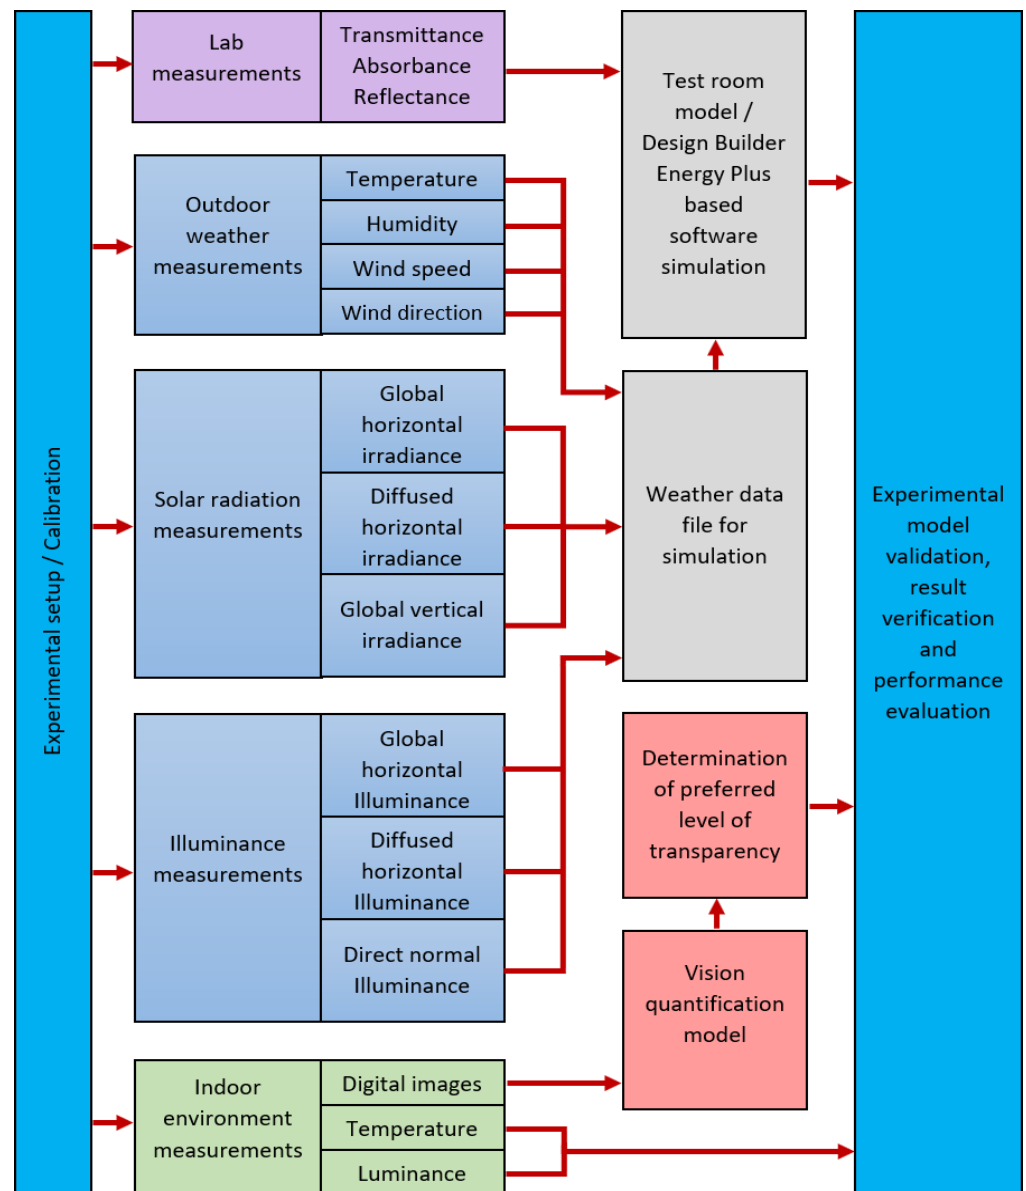 Experimental setup / Calibration
Lab
measurements
Transmittance
Absorbance
Reflectance
Outdoor
weather
measurements
Temperature
Humidity
Wind speed
Wind direction
Solar radiation
measurements
Global
horizontal
irradiance
Diffused
horizontal
irradiance
Global vertical
irradiance
Illuminance
measurements
Global
horizontal
Illuminance
Diffused
horizontal
Illuminance
Direct normal
Illuminance
Indoor
environment
measurements
Digital images
Temperature
Luminance
Test room
model /
Design Builder
Energy Plus
based
software
simulation
Weather data
file for
simulation
Determination
of preferred
level of
transparency
Vision
quantification
model
Experimental
model
validation,
result
verification
and
performance
evaluation